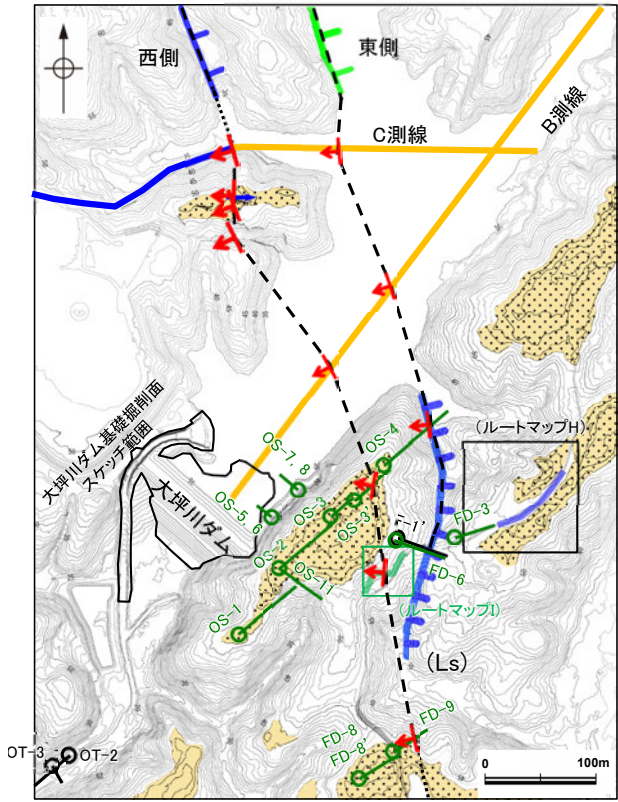 西側
東側
C測線
B測線
大坪川ダム基礎掘削面
スケッチ範囲
大坪川ダム
OS-7, 8
OS-5, 6
OS-4
OS-3
OS-3'
OS-2
OS-11
OS-1
(ルートマップH)
FD-3
FD-6
(ルートマップI)
(Ls)
FD-9
FD-8
FD-8'
OT-3
OT-2
0
100m